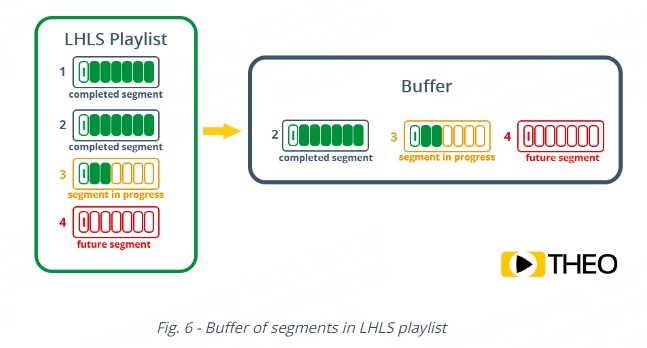 LHLS Playlist
1
I
completed segment
2
I
completed segment
3
I
segment in progress
4
I
future segment
Buffer
2
I
completed segment
3
I
segment in progress
4
I
future segment
THEO
Fig. 6 - Buffer of segments in LHLS playlist